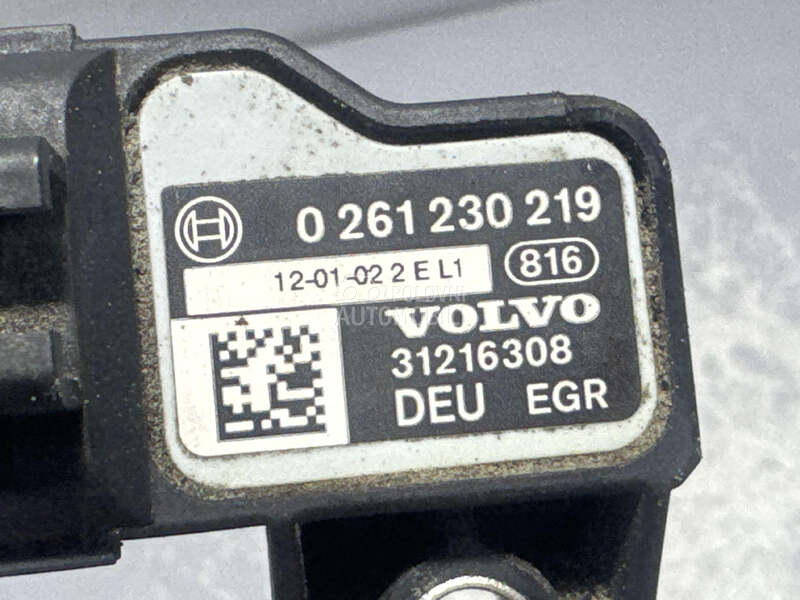 0 261 230 219
12-01-02 2 E L1
816
VOLVO
31216308
DEU EGR